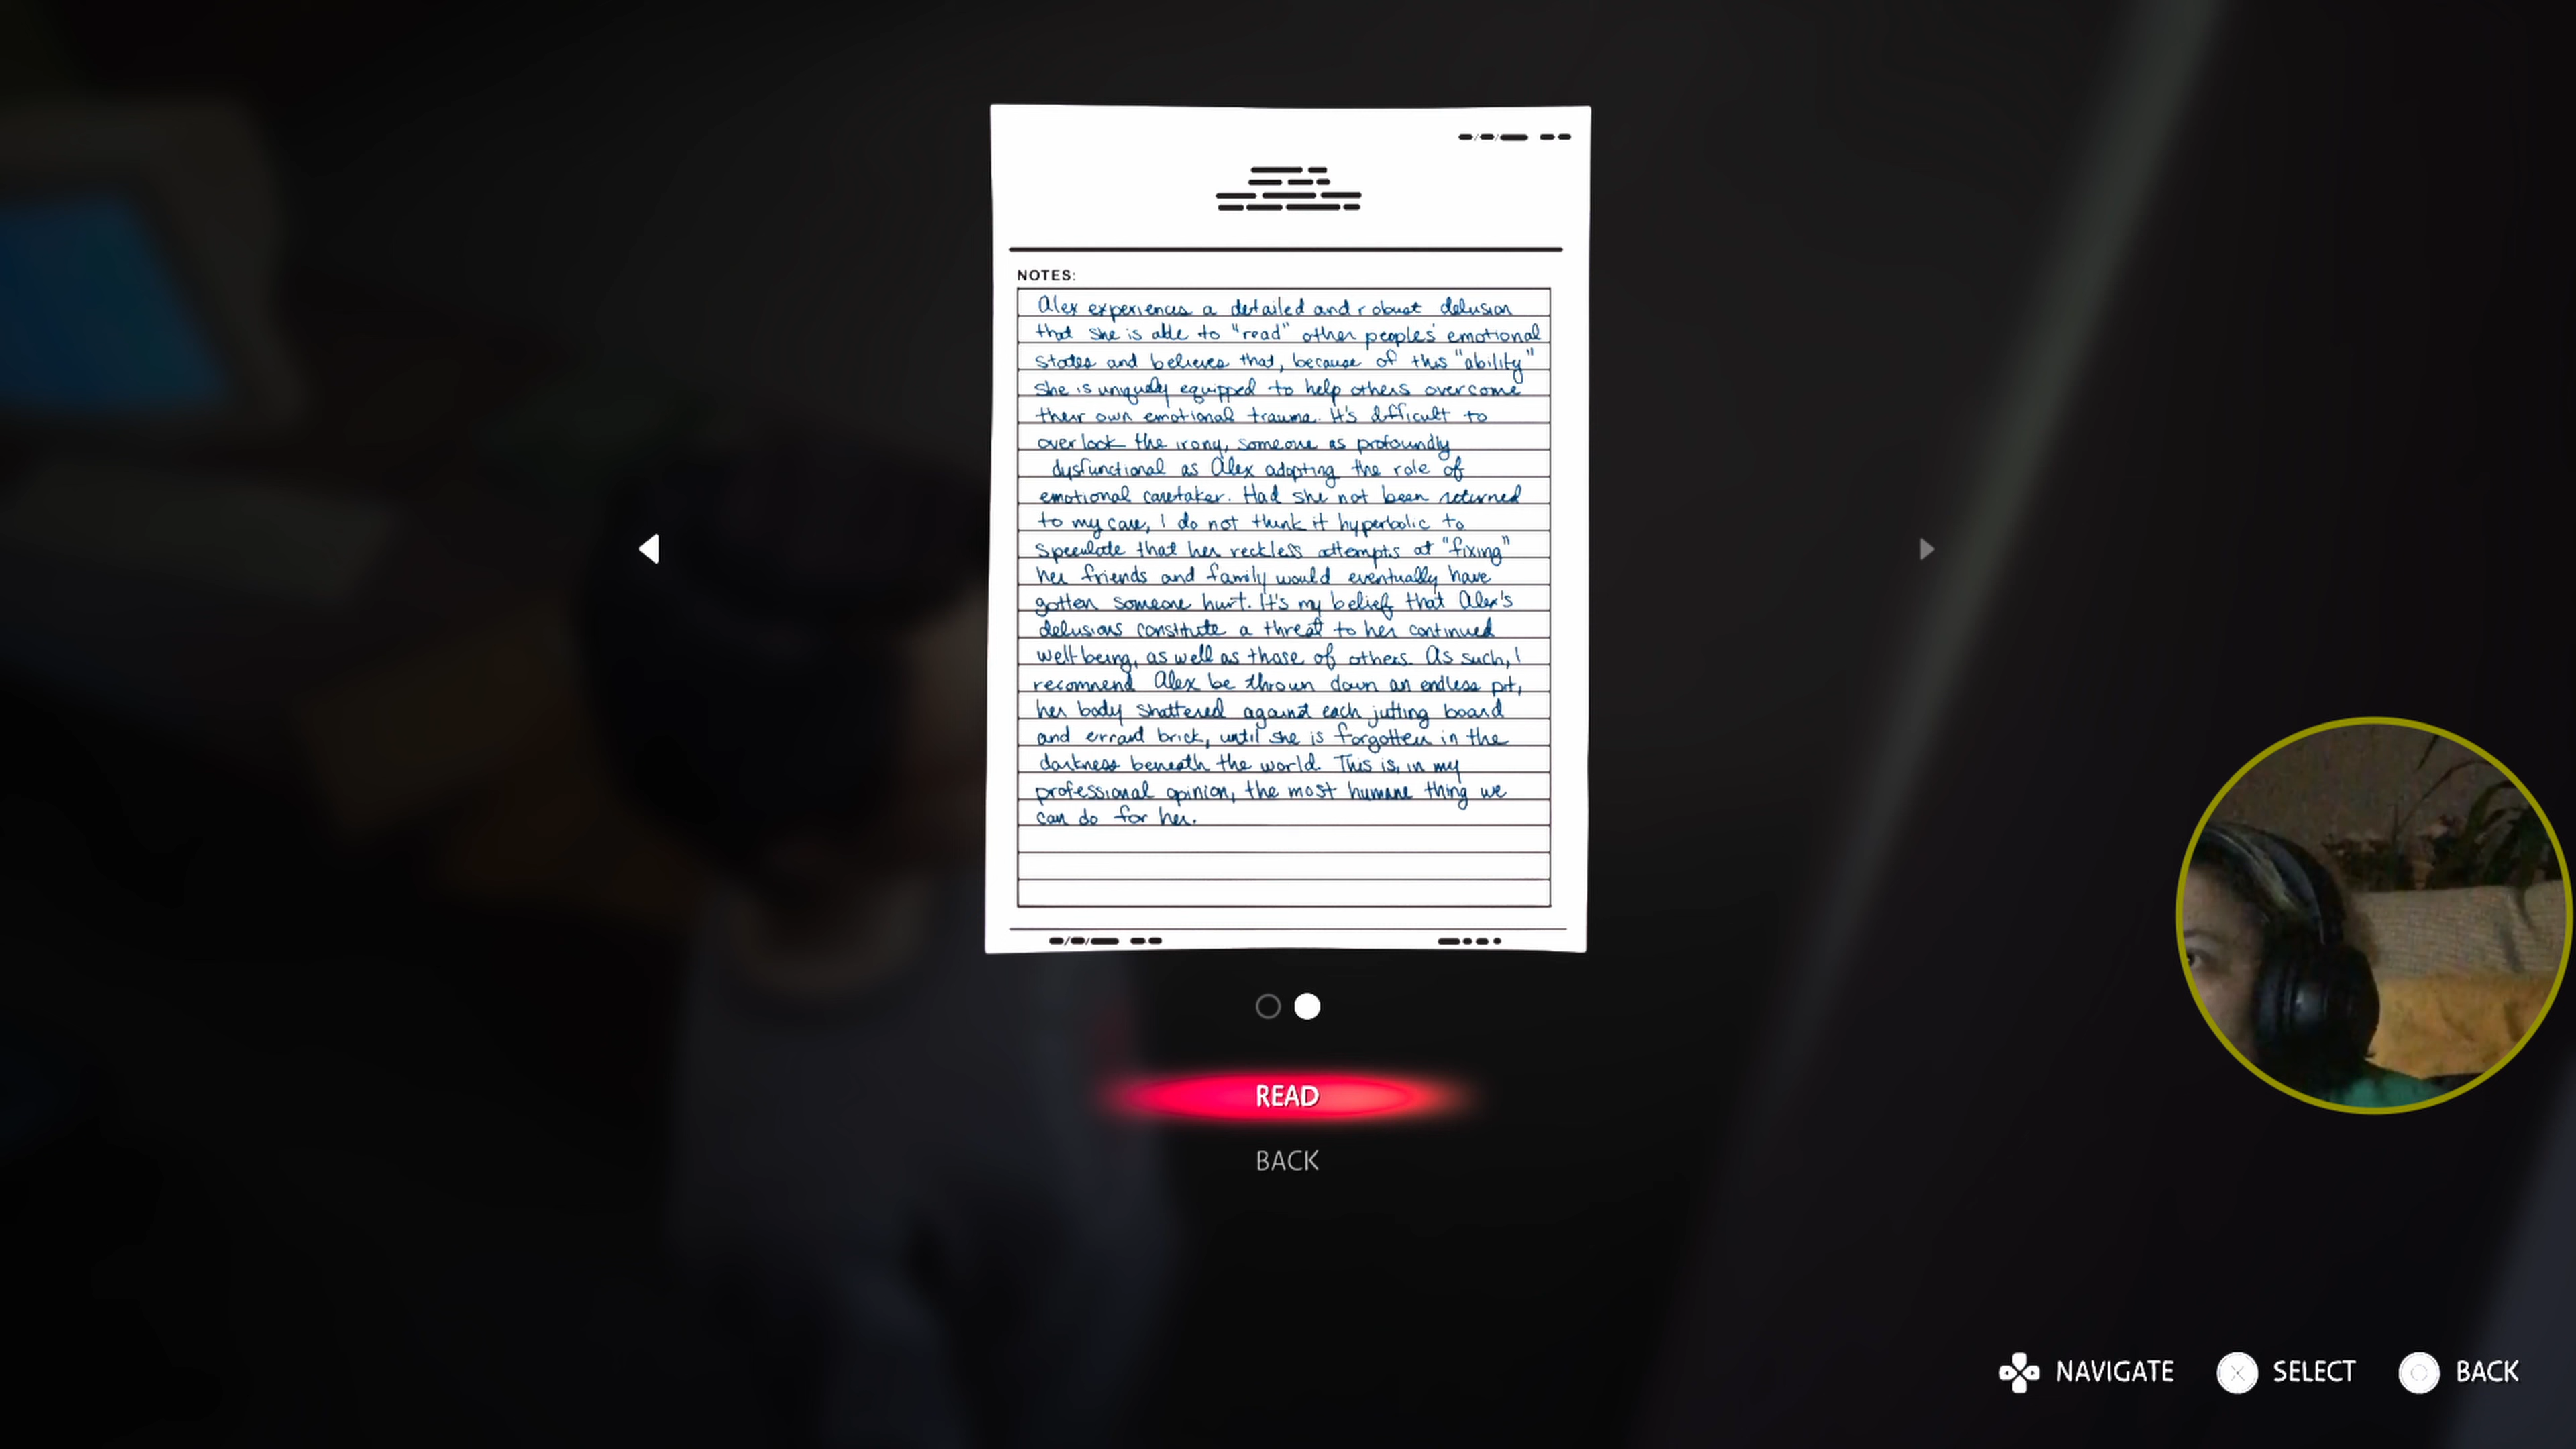 NOTES:
Alex experiences a detailed and robust delusion
that she is able to "read" other peoples' emotional
states and believes that, because of this "ability"
she is uniquely equipped to help others overcome
their own emotional trauma. It's difficult to
overlook the irony, someone as profoundly
dysfunctional as Alex adopting the role of
emotional caretaker. Had she not been returned
to my care, I do not think it hyperbolic to
speculate that her reckless attempts at "fixing"
her friends and family would eventually have
gotten someone hurt. It's my belief that Alex's
delusions constitute a threat to her continued
well-being, as well as those of others. As such, I
recomnend Alex be thrown down an endless pit,
her body shattered against each jutting board
and errant brick, until she is forgotten in the
darkness beneath the world. This is, in my
professional opinion, the most humane thing we
can do for her.
READ
BACK
NAVIGATE SELECT BACK